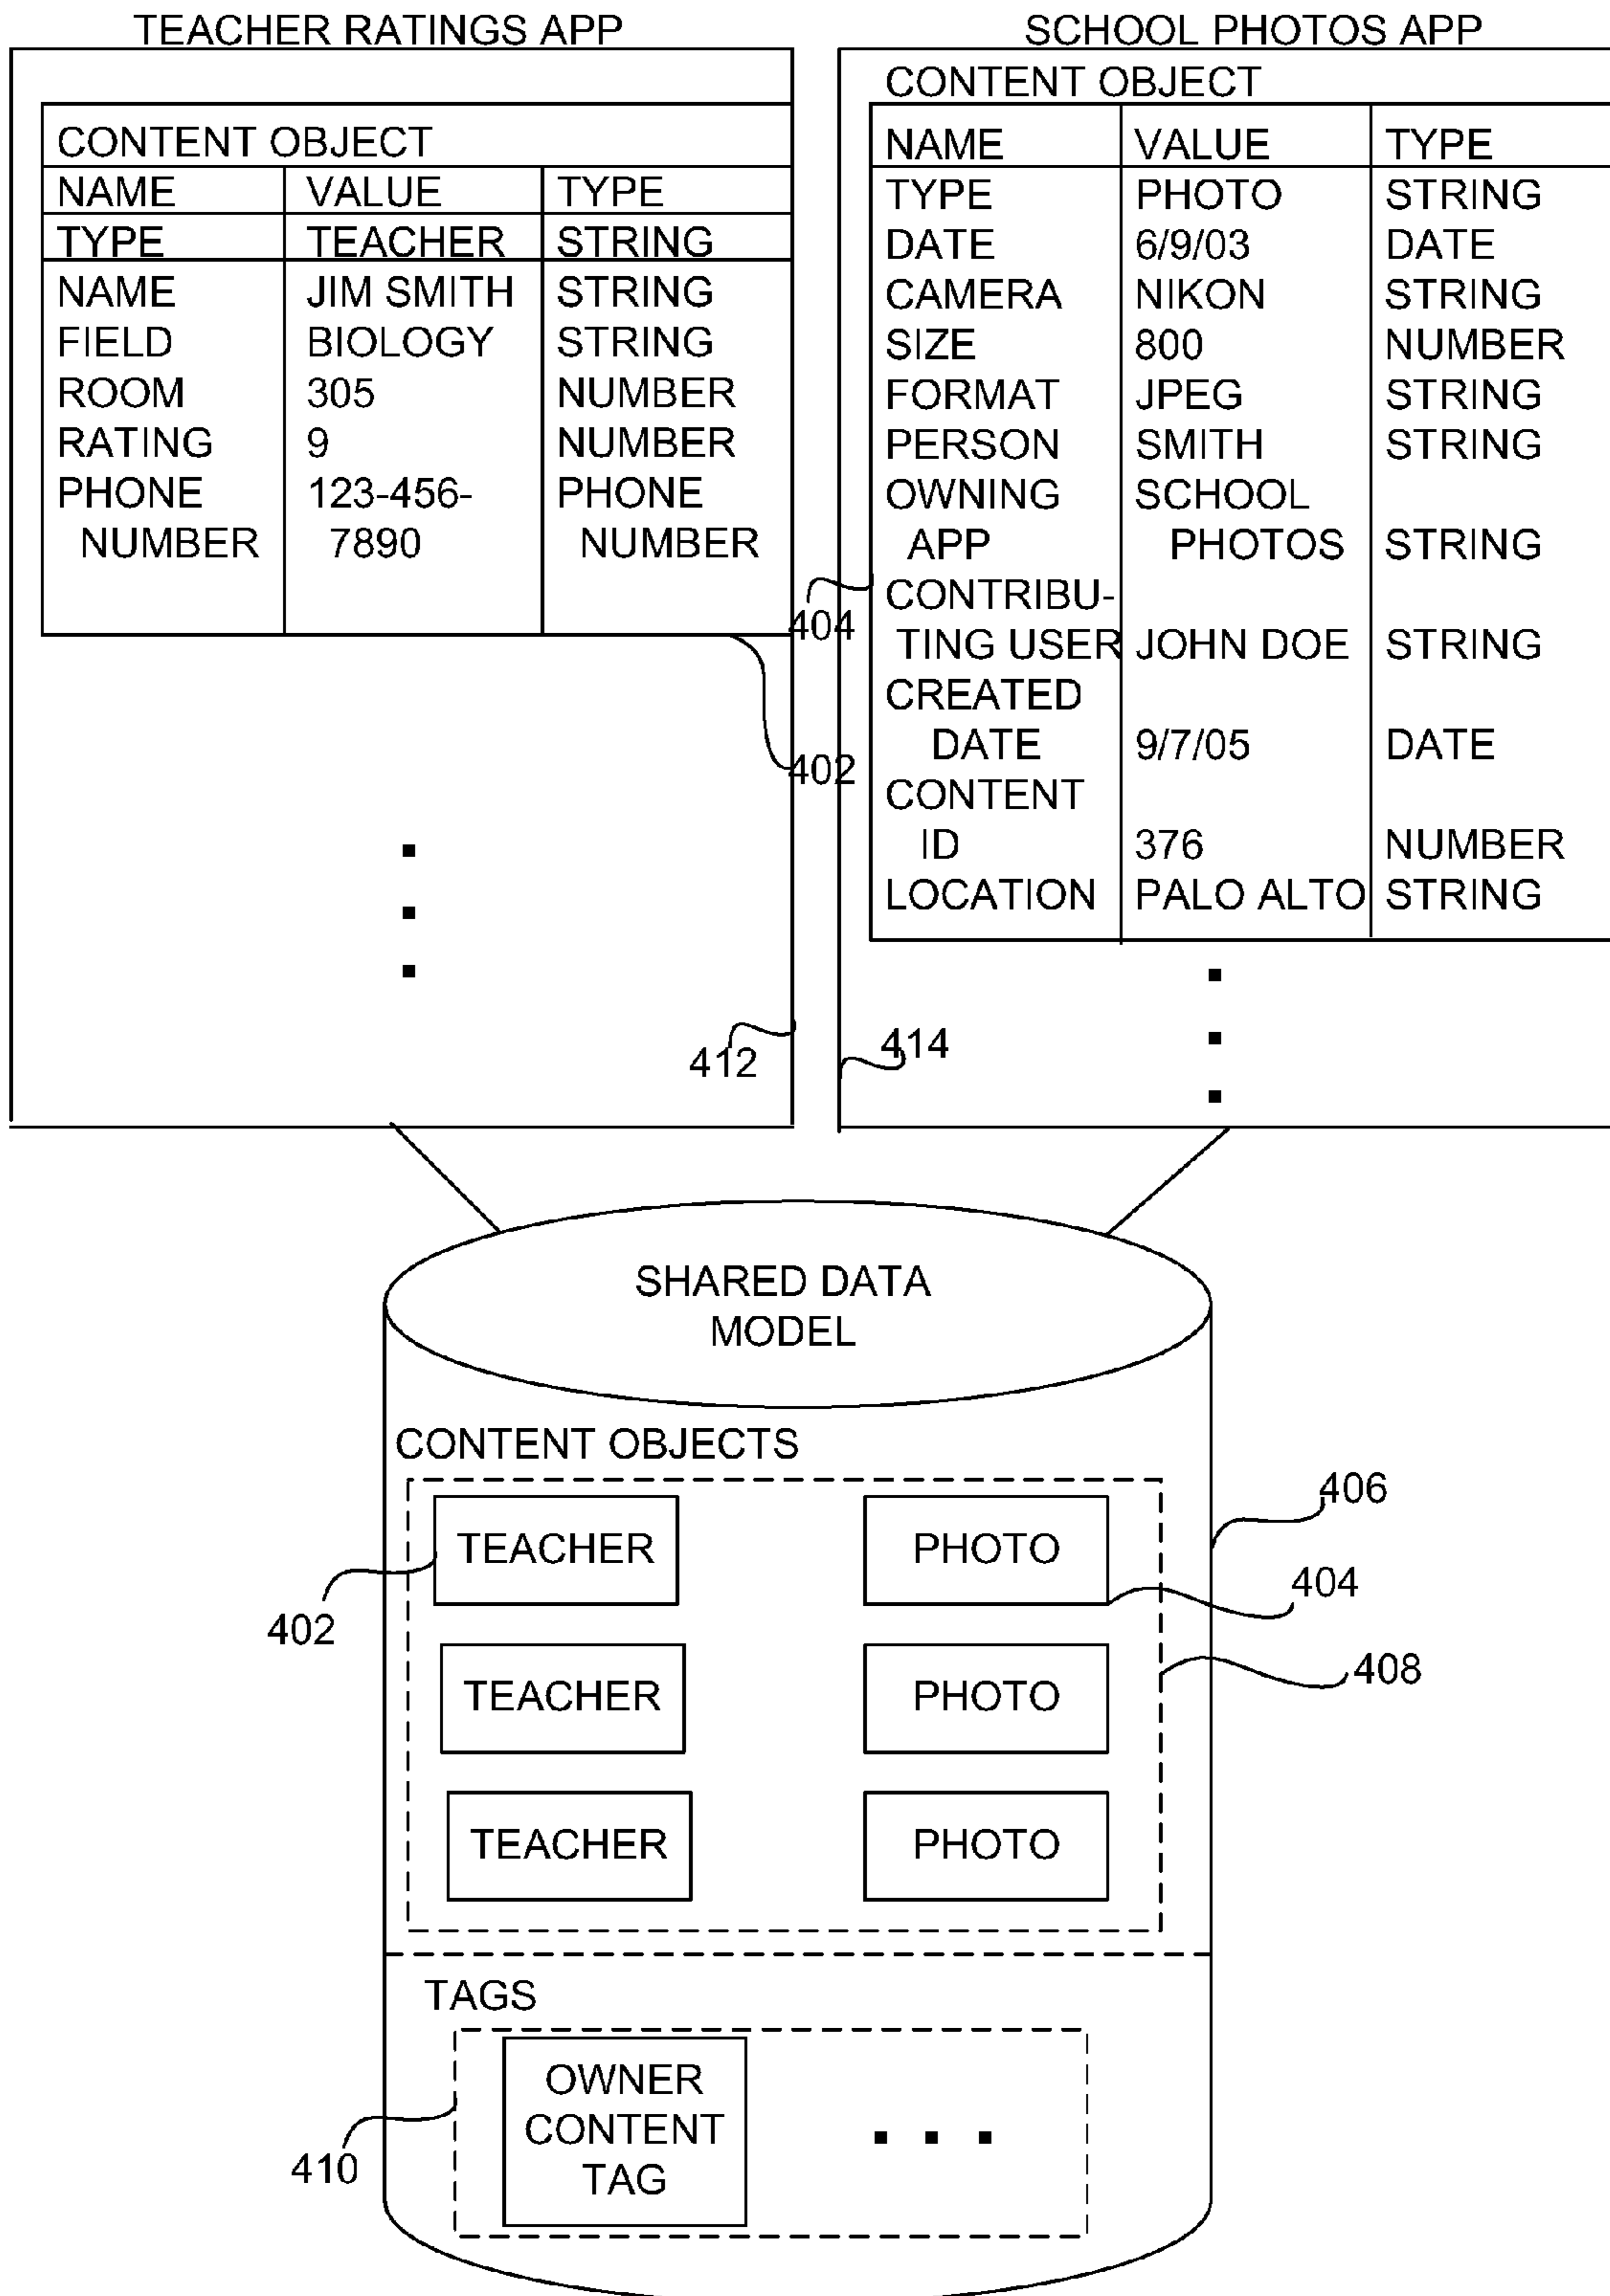 TEACHER RATINGS APP
CONTENT OBJECT
NAME VALUE TYPE
TYPE TEACHER STRING
NAME JIM SMITH STRING
FIELD BIOLOGY STRING
ROOM 305 NUMBER
RATING 9 NUMBER
PHONE 123-456- PHONE
NUMBER 7890 NUMBER
402
412
SCHOOL PHOTOS APP
CONTENT OBJECT
NAME VALUE TYPE
TYPE PHOTO STRING
DATE 6/9/03 DATE
CAMERA NIKON STRING
SIZE 800 NUMBER
FORMAT JPEG STRING
PERSON SMITH STRING
OWNING SCHOOL
APP PHOTOS STRING
CONTRIBU-
TING USER JOHN DOE STRING
CREATED
DATE 9/7/05 DATE
CONTENT
ID 376 NUMBER
LOCATION PALO ALTO STRING
404
414
SHARED DATA
MODEL
CONTENT OBJECTS
406
TEACHER PHOTO
404
402
408
TEACHER PHOTO
TEACHER PHOTO
TAGS
OWNER
CONTENT
TAG
410